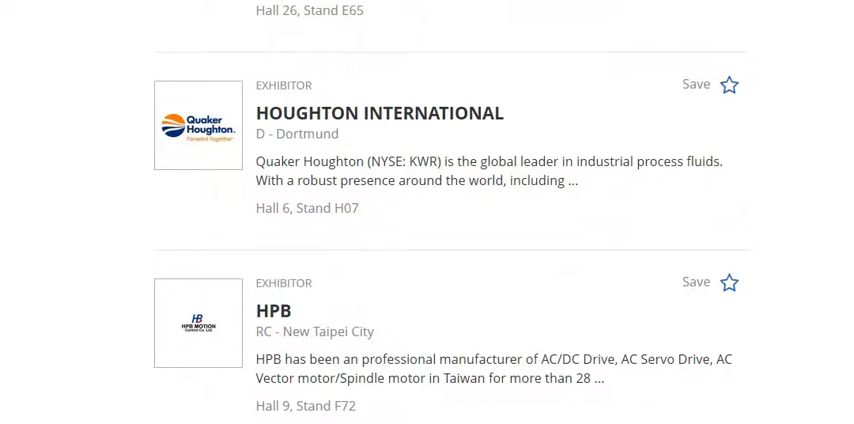 Hall 26, Stand E65
EXHIBITOR
Save
Quaker
Houghton.
Forward Together
HOUGHTON INTERNATIONAL
D - Dortmund
Quaker Houghton (NYSE: KWR) is the global leader in industrial process fluids.
With a robust presence around the world, including ...
Hall 6, Stand H07
EXHIBITOR
Save
HB
HPB MOTION
Control Co. Ltd.
HPB
RC - New Taipei City
HPB has been an professional manufacturer of AC/DC Drive, AC Servo Drive, AC
Vector motor/Spindle motor in Taiwan for more than 28 ...
Hall 9, Stand F72